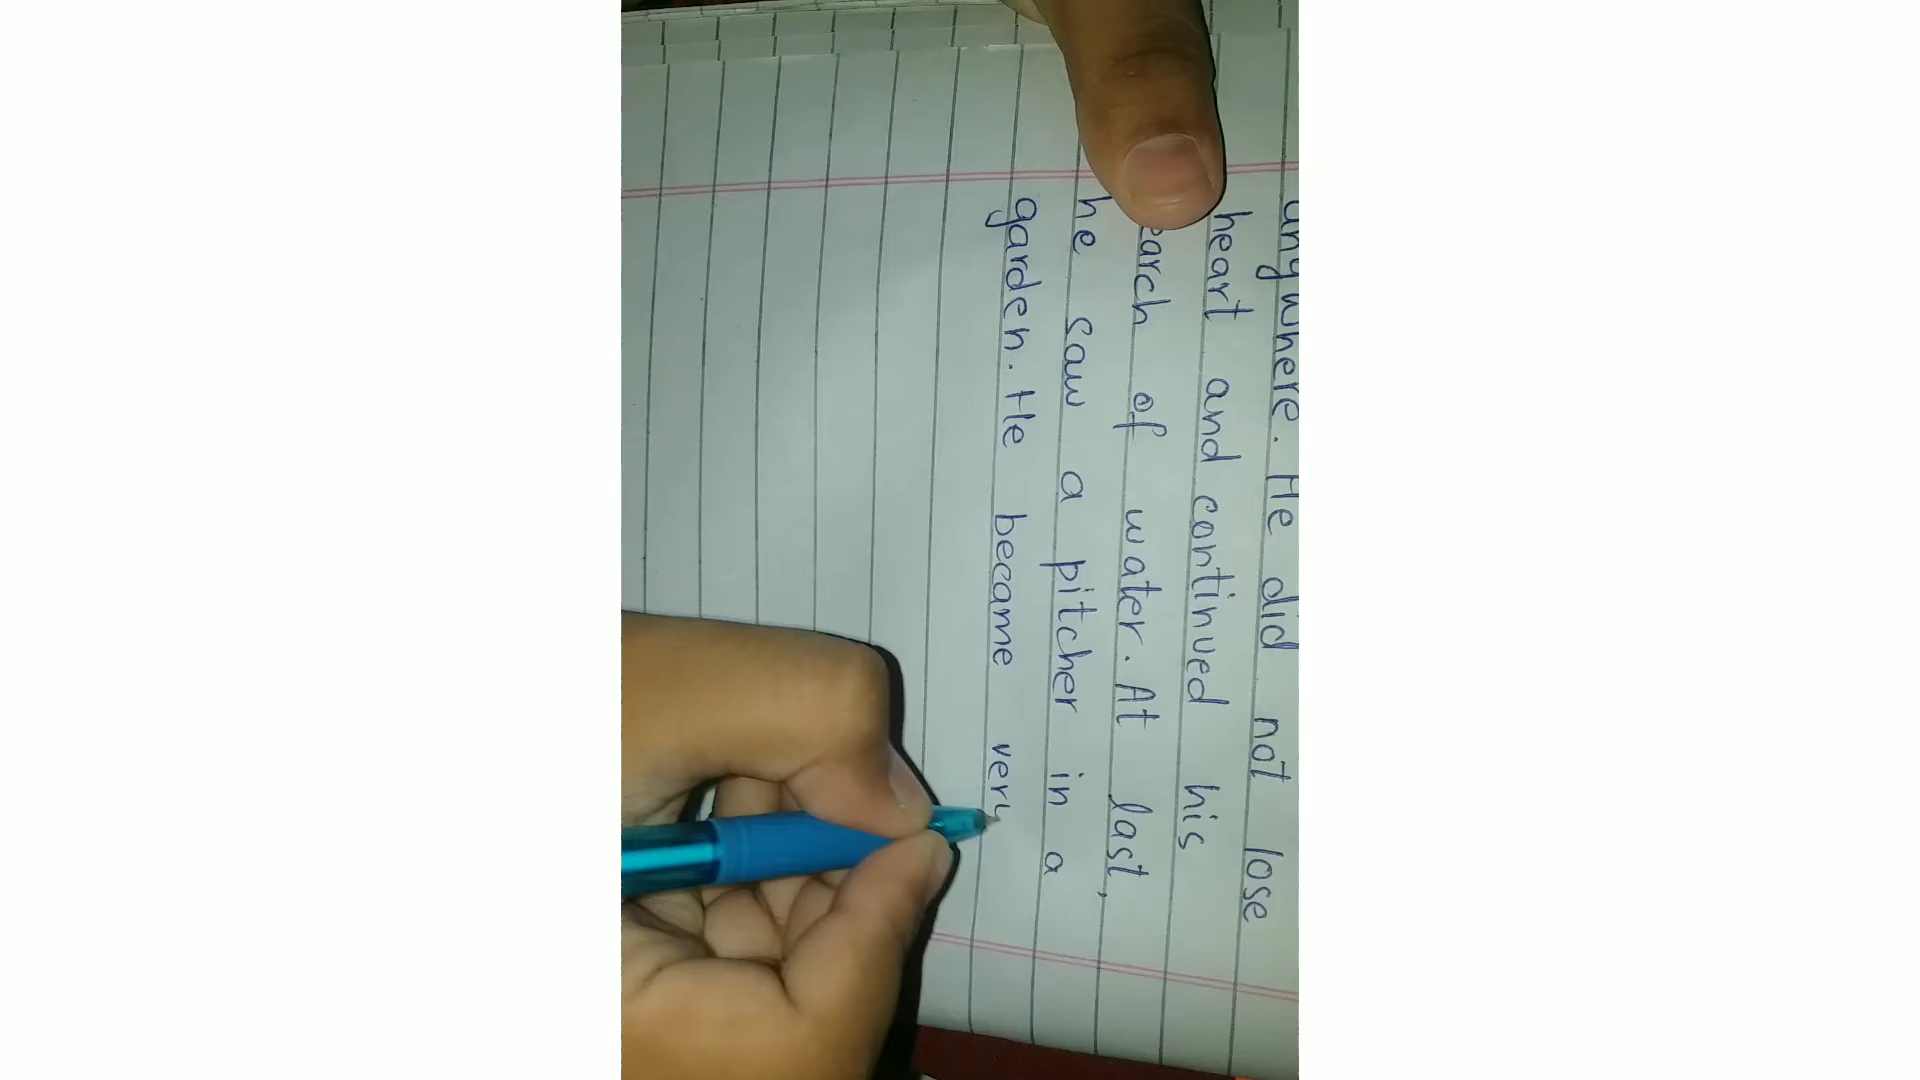 anywhere. He did not lose
heart and continued his
earch of water. At last,
he saw a pitcher in a
garden. He became very